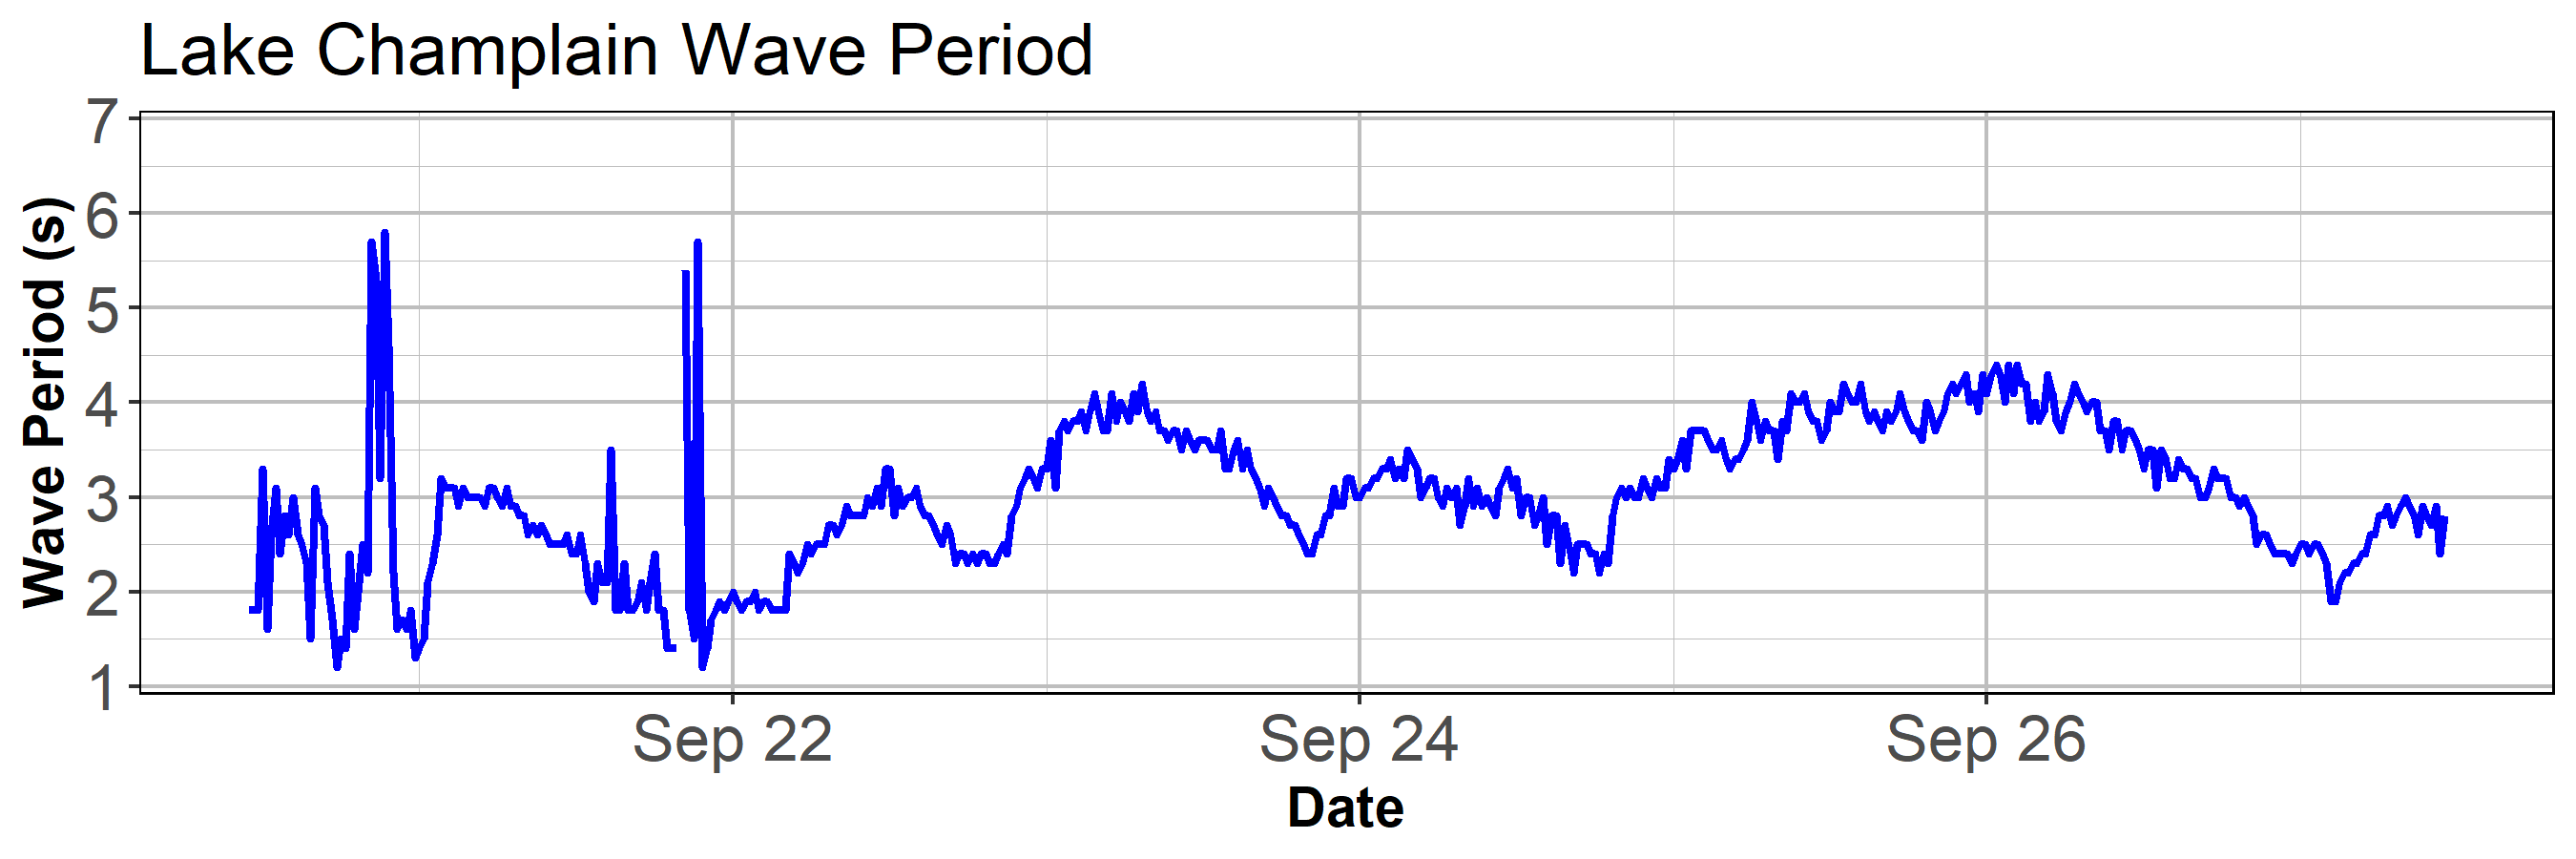 Lake Champlain Wave Period
Wave Period (s)
7
6
5
4
3
2
1
Sep 22
Sep 24
Sep 26
Date